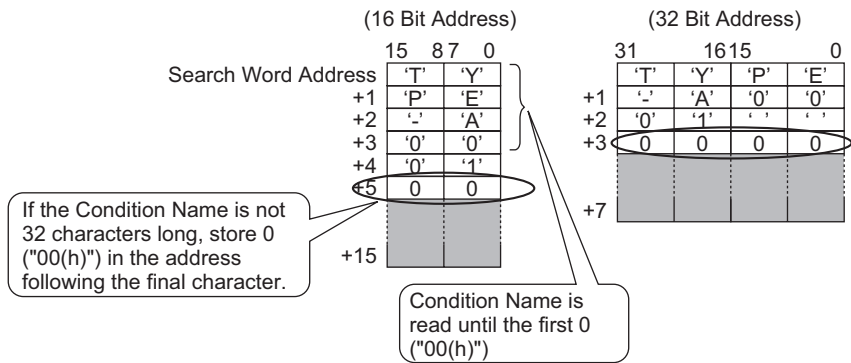 (16 Bit Address)
15 8 7 0
Search Word Address 'T' 'Y'
+1 'P' 'E'
+2 '-' 'A'
+3 '0' '0'
+4 '0' '1'
+5 0 0
+15
(32 Bit Address)
31 16 15 0
'T' 'Y' 'P' 'E'
+1 '-' 'A' '0' '0'
+2 '0' '1' ' ' ' '
+3 0 0 0 0
+7
If the Condition Name is not
32 characters long, store 0
("00(h)") in the address
following the final character.
Condition Name is
read until the first 0
("00(h)")